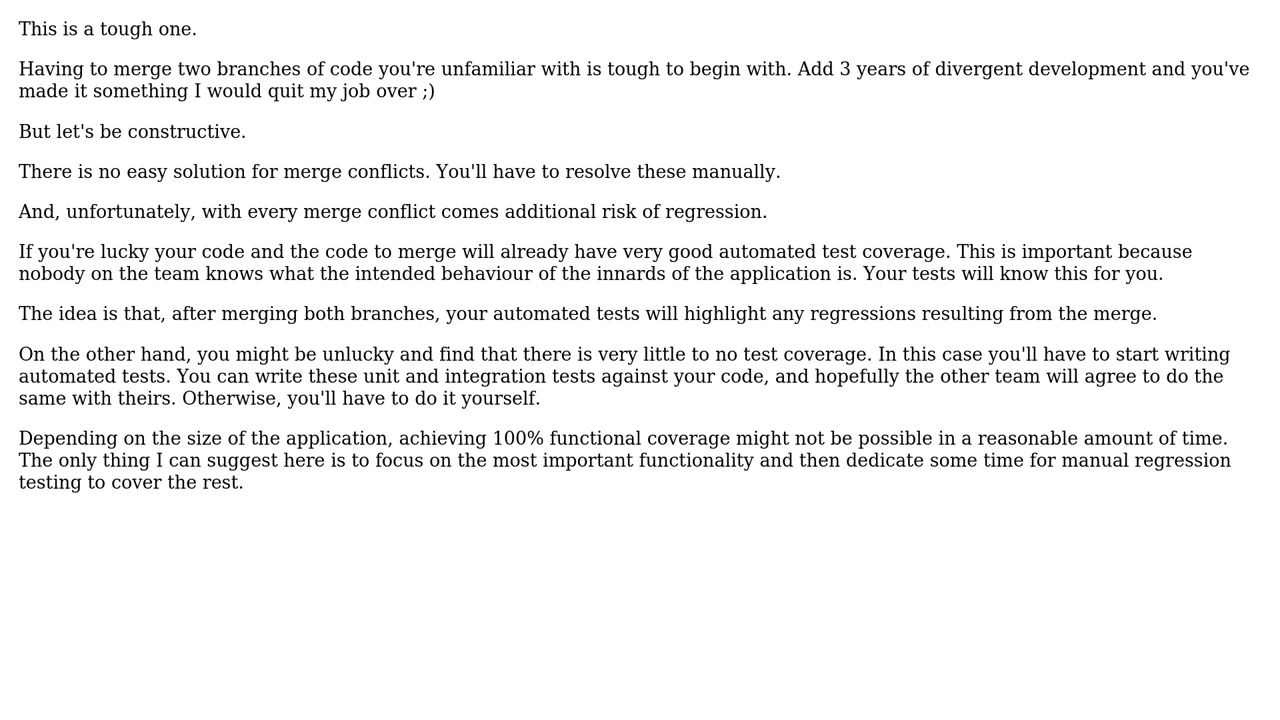 This is a tough one.
Having to merge two branches of code you're unfamiliar with is tough to begin with. Add 3 years of divergent development and you've
made it something I would quit my job over ;)
But let's be constructive.
There is no easy solution for merge conflicts. You'll have to resolve these manually.
And, unfortunately, with every merge conflict comes additional risk of regression.
If you're lucky your code and the code to merge will already have very good automated test coverage. This is important because
nobody on the team knows what the intended behaviour of the innards of the application is. Your tests will know this for you.
The idea is that, after merging both branches, your automated tests will highlight any regressions resulting from the merge.
On the other hand, you might be unlucky and find that there is very little to no test coverage. In this case you'll have to start writing
automated tests. You can write these unit and integration tests against your code, and hopefully the other team will agree to do the
same with theirs. Otherwise, you'll have to do it yourself.
Depending on the size of the application, achieving 100% functional coverage might not be possible in a reasonable amount of time.
The only thing I can suggest here is to focus on the most important functionality and then dedicate some time for manual regression
testing to cover the rest.